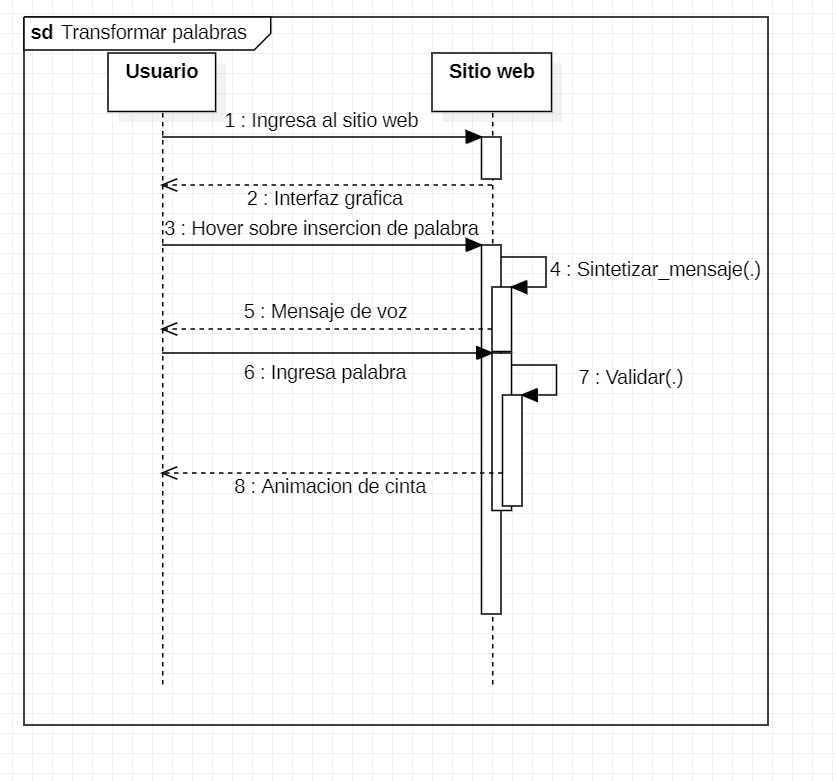 sd Transformar palabras
Usuario
Sitio web
1 : Ingresa al sitio web
2 : Interfaz grafica
3 : Hover sobre insercion de palabra
4 : Sintetizar_mensaje(.)
5 : Mensaje de voz
6 : Ingresa palabra
7 : Validar(.)
8 : Animacion de cinta